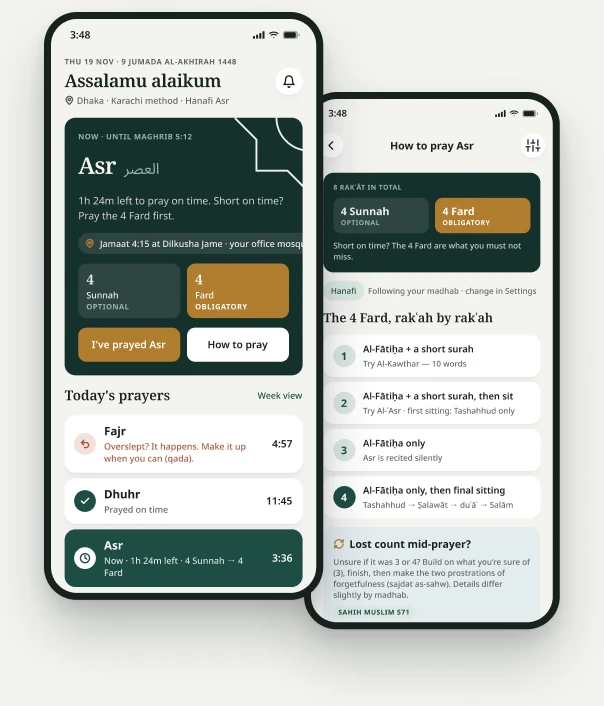 3:48
THU 19 NOV · 9 JUMADA AL-AKHIRAH 1448
Assalamu alaikum
Dhaka · Karachi method · Hanafi Asr
NOW · UNTIL MAGHRIB 5:12
Asr العصر
1h 24m left to pray on time. Short on time?
Pray the 4 Fard first.
Jamaat 4:15 at Dilkusha Jame · your office mosqu
4
Sunnah
OPTIONAL
4
Fard
OBLIGATORY
I've prayed Asr
How to pray
Today's prayers
Week view
Fajr
Overslept? It happens. Make it up
when you can (qada).
4:57
Dhuhr
Prayed on time
11:45
Asr
Now · 1h 24m left · 4 Sunnah → 4
Fard
3:36
3:48
How to pray Asr
8 RAKʿĀT IN TOTAL
4 Sunnah
OPTIONAL
4 Fard
OBLIGATORY
Short on time? The 4 Fard are what you must not
miss.
Hanafi
Following your madhab · change in Settings
The 4 Fard, rakʿah by rakʿah
1
Al-Fātiḥa + a short surah
Try Al-Kawthar — 10 words
2
Al-Fātiḥa + a short surah, then sit
Try Al-ʿAsr · first sitting: Tashahhud only
3
Al-Fātiḥa only
Asr is recited silently
4
Al-Fātiḥa only, then final sitting
Tashahhud → Ṣalawāt → duʿāʾ → Salām
Lost count mid-prayer?
Unsure if it was 3 or 4? Build on what you're sure of
(3), finish, then make the two prostrations of
forgetfulness (sajdat as-sahw). Details differ
slightly by madhab.
SAHIH MUSLIM 571